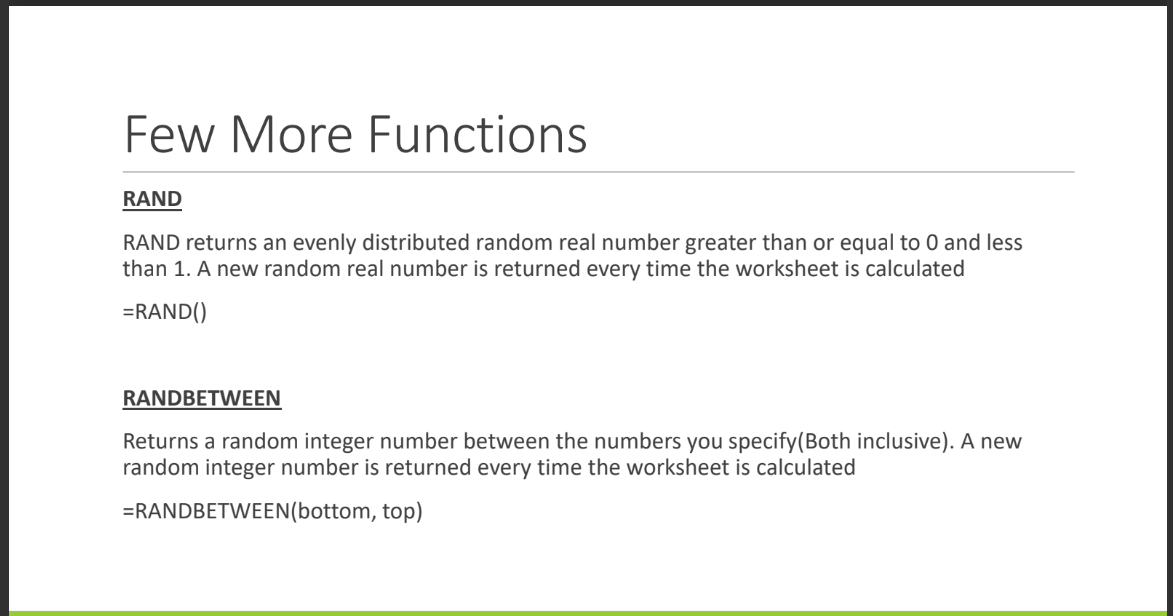 Few More Functions
RAND
RAND returns an evenly distributed random real number greater than or equal to 0 and less
than 1. A new random real number is returned every time the worksheet is calculated
=RAND()
RANDBETWEEN
Returns a random integer number between the numbers you specify(Both inclusive). A new
random integer number is returned every time the worksheet is calculated
=RANDBETWEEN(bottom, top)